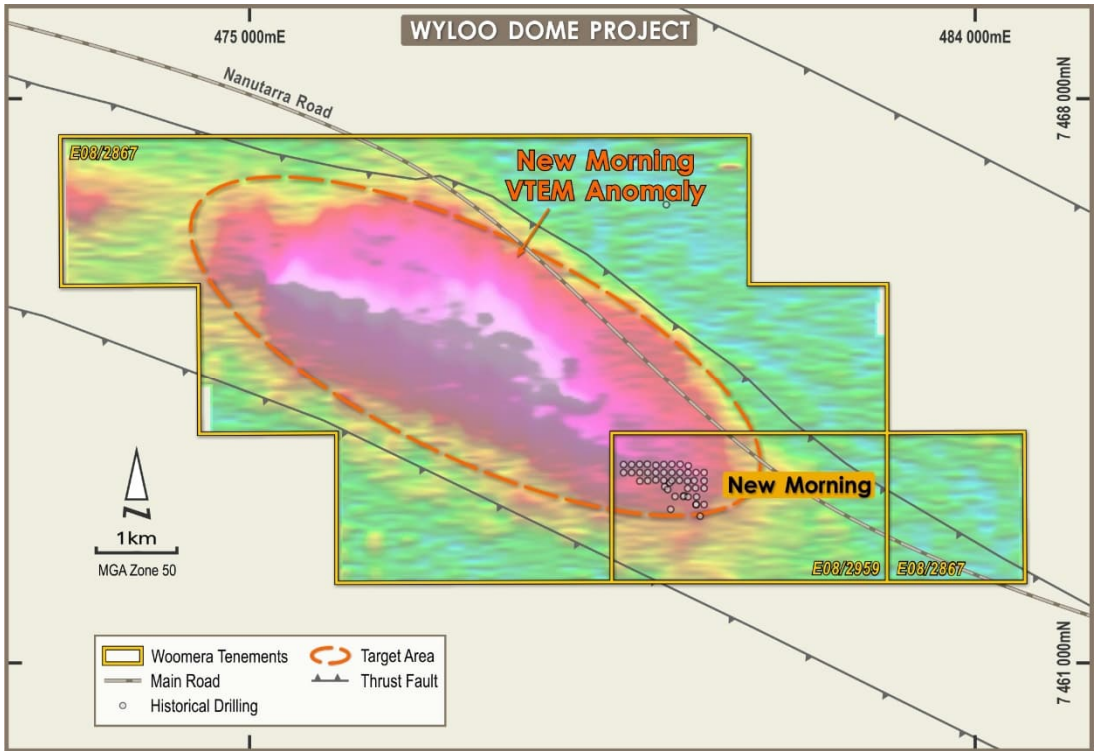 WYLOO DOME PROJECT
475 000mE
484 000mE
7 468 000mN
Nanutarra Road
E08/2867
New Morning
VTEM Anomaly
New Morning
N
1km
MGA Zone 50
E08/2959
E08/2867
Woomera Tenements
Target Area
Main Road
Thrust Fault
Historical Drilling
7 461 000mN